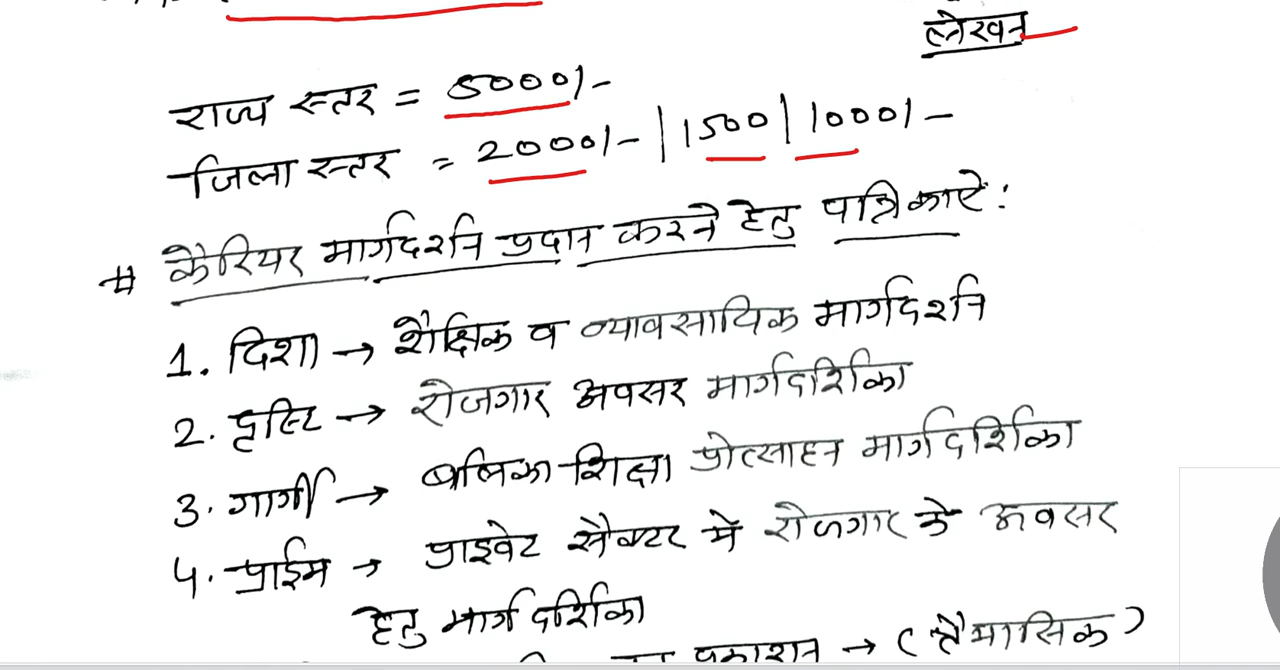 लेखन
राज्य स्तर = 5000/-
जिला स्तर = 2000/- | 1500 | 1000/-
# कैरियर मार्गदर्शन प्रदान करने हेतु पत्रिकाऐं:
1. दिशा → शैक्षिक व व्यावसायिक मार्गदर्शन
2. दृष्टि → रोजगार अवसर मार्गदर्शिका
3. गार्गी → बालिका शिक्षा प्रोत्साहन मार्गदर्शिका
4. प्राईम → प्राइवेट सैक्टर में रोजगार के अवसर
हेतु मार्गदर्शिका
प्रकाशन → (त्रैमासिक)